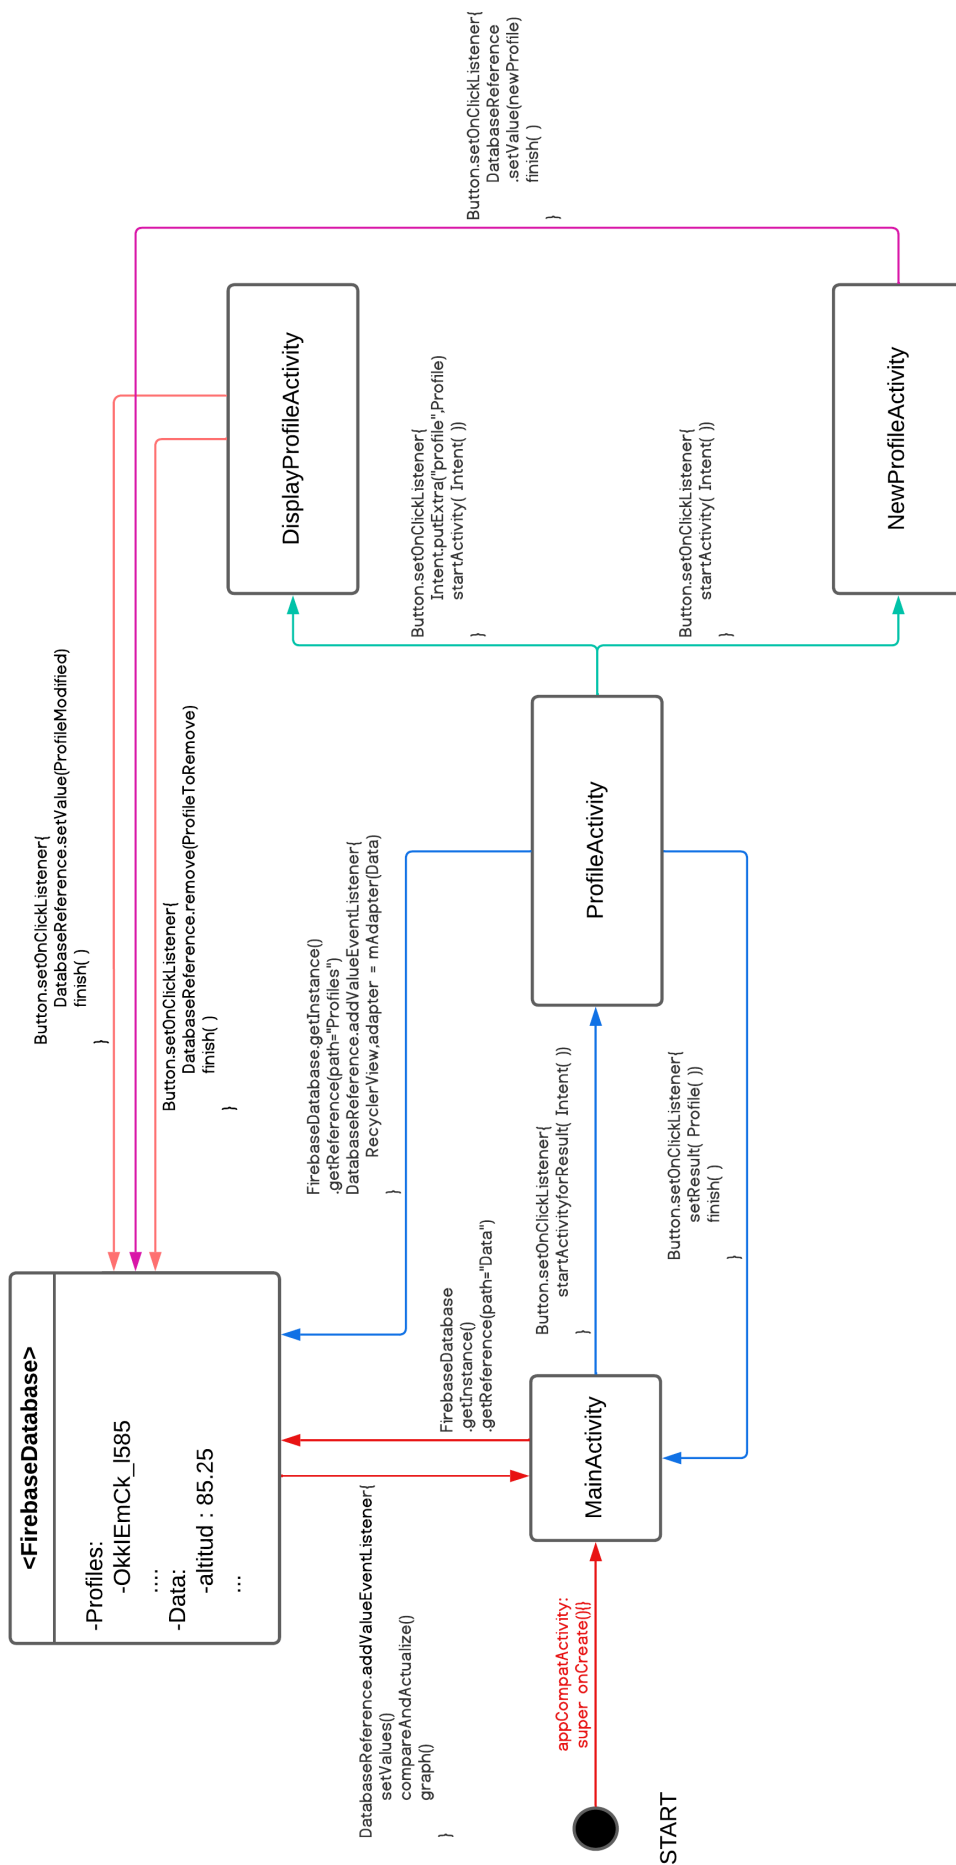 <FirebaseDatabase>
-Profiles:
-OkklEmCk_l585
....
-Data:
-altitud : 85.25
...
Button.setOnClickListener{
DatabaseReference.setValue(ProfileModified)
finish( )
}
Button.setOnClickListener{
DatabaseReference.remove(ProfileToRemove)
finish( )
}
DisplayProfileActivity
FirebaseDatabase.getInstance()
.getReference(path="Profiles")
DatabaseReference.addValueEventListener{
RecyclerView,adapter = mAdapter(Data)
}
Button.setOnClickListener{
Intent.putExtra("profile",Profile)
startActivity( Intent( ))
}
Button.setOnClickListener{
DatabaseReference
.setValue(newProfile)
finish( )
}
DatabaseReference.addValueEventListener{
setValues()
compareAndActualize()
graph()
}
FirebaseDatabase
.getInstance()
.getReference(path="Data")
START
appCompatActivity:
super onCreate(){}
MainActivity
Button.setOnClickListener{
startActivityforResult( Intent( ))
}
ProfileActivity
Button.setOnClickListener{
setResult( Profile( ))
finish( )
}
Button.setOnClickListener{
startActivity( Intent( ))
}
NewProfileActivity